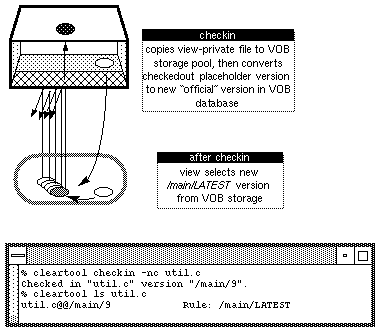 checkin
copies view-private file to VOB
storage pool, then converts
checkedout placeholder version
to new “official” version in VOB
database
after checkin
view selects new
/main/LATEST version
from VOB storage
% cleartool checkin -nc util.c
Checked in "util.c" version "/main/9".
% cleartool ls util.c
util.c@@/main/9 Rule: /main/LATEST